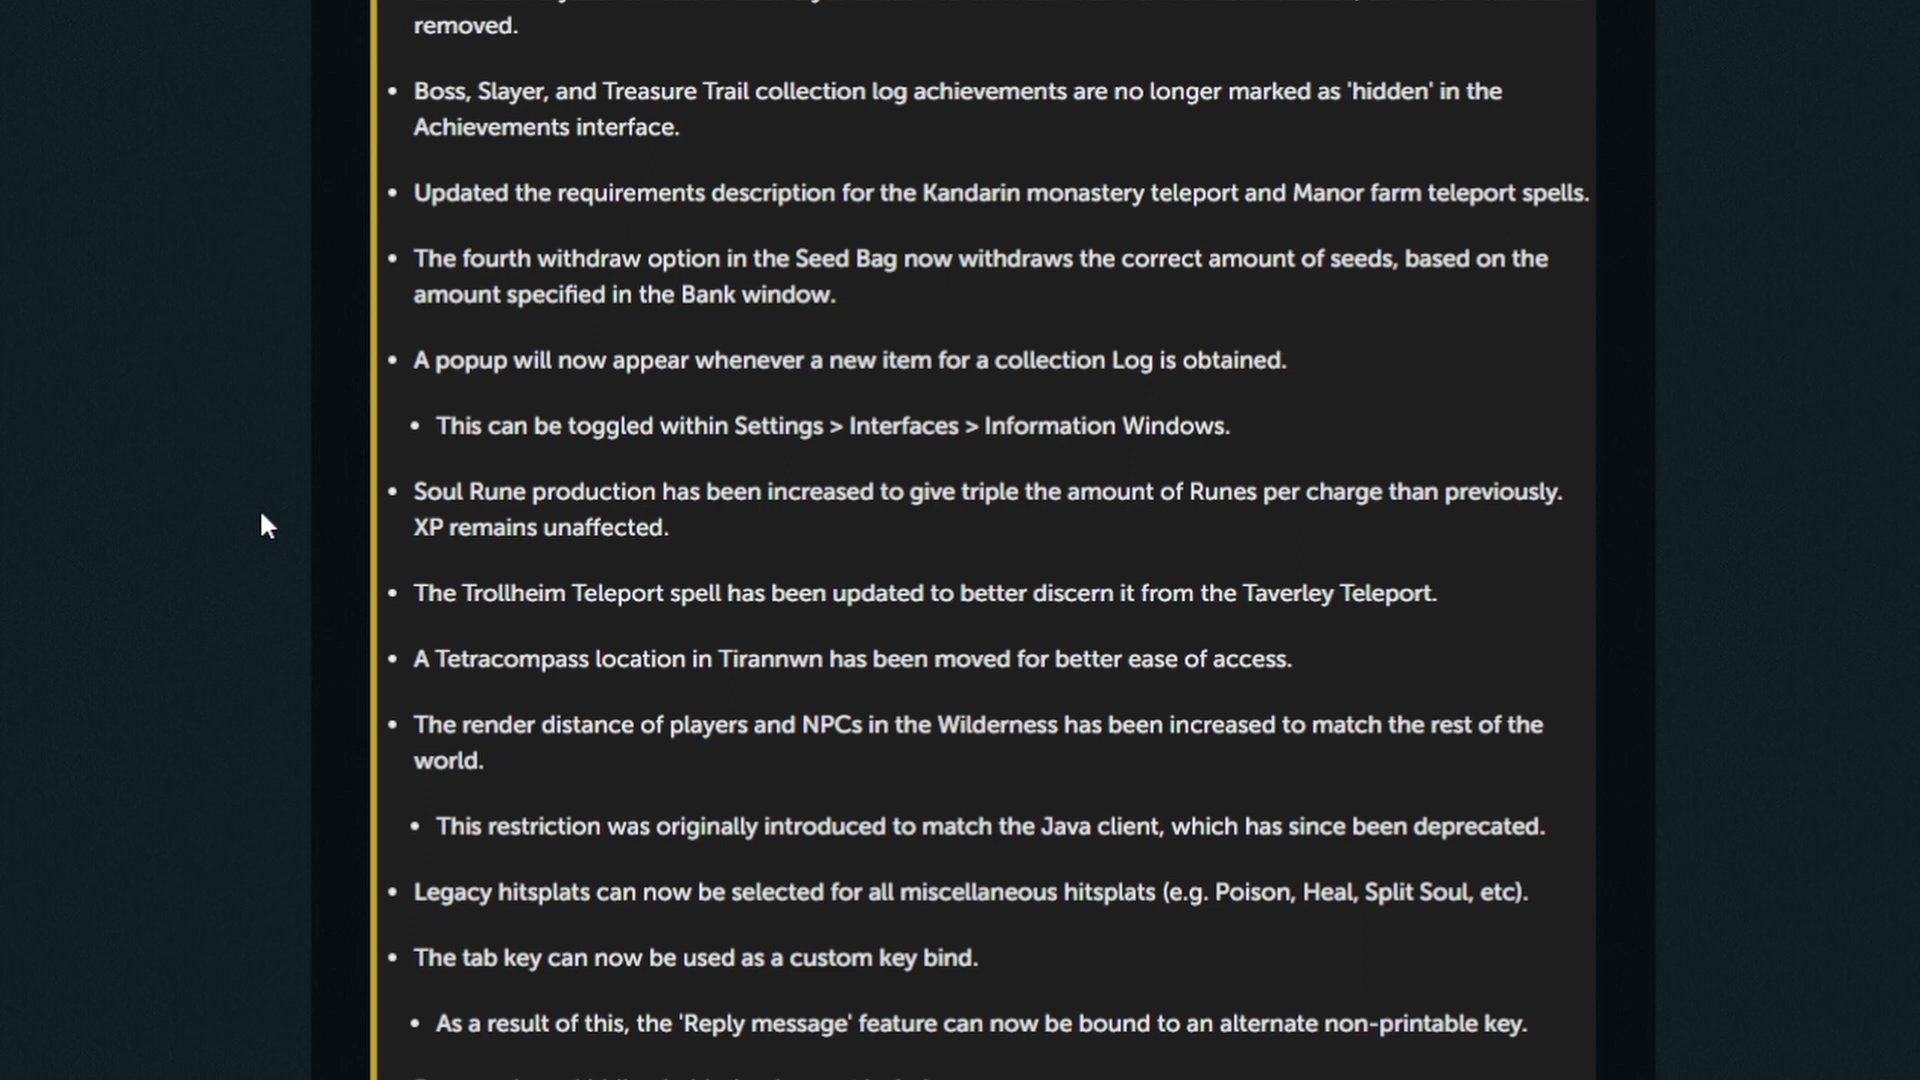 removed.
• Boss, Slayer, and Treasure Trail collection log achievements are no longer marked as 'hidden' in the
Achievements interface.
• Updated the requirements description for the Kandarin monastery teleport and Manor farm teleport spells.
• The fourth withdraw option in the Seed Bag now withdraws the correct amount of seeds, based on the
amount specified in the Bank window.
• A popup will now appear whenever a new item for a collection Log is obtained.
• This can be toggled within Settings > Interfaces > Information Windows.
• Soul Rune production has been increased to give triple the amount of Runes per charge than previously.
XP remains unaffected.
• The Trollheim Teleport spell has been updated to better discern it from the Taverley Teleport.
• A Tetracompass location in Tirannwn has been moved for better ease of access.
• The render distance of players and NPCs in the Wilderness has been increased to match the rest of the
world.
• This restriction was originally introduced to match the Java client, which has since been deprecated.
• Legacy hitsplats can now be selected for all miscellaneous hitsplats (e.g. Poison, Heal, Split Soul, etc).
• The tab key can now be used as a custom key bind.
• As a result of this, the 'Reply message' feature can now be bound to an alternate non-printable key.